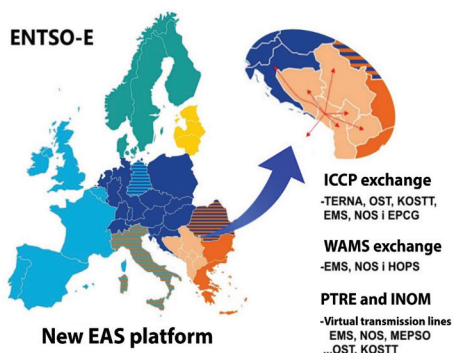 ENTSO-E
ICCP exchange
-TERNA, OST, KOSTT,
EMS, NOS i EPCG
WAMS exchange
-EMS, NOS i HOPS
PTRE and INOM
-Virtual transmission lines
EMS, NOS, MEPSO
...OST, KOSTT
New EAS platform